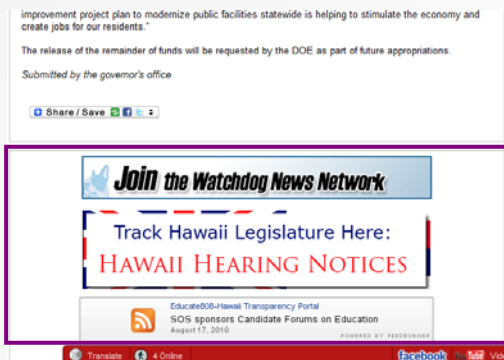 improvement project plan to modernize public facilities statewide is helping to stimulate the economy and
create jobs for our residents."
The release of the remainder of funds will be requested by the DOE as part of future appropriations.
Submitted by the governor's office
Share / Save
Join the Watchdog News Network
Track Hawaii Legislature Here:
HAWAII HEARING NOTICES
Educate808-Hawaii Transparency Portal
SOS sponsors Candidate Forums on Education
August 17, 2010
POWERED BY FEEDBURNER
Translate 4 Online facebook